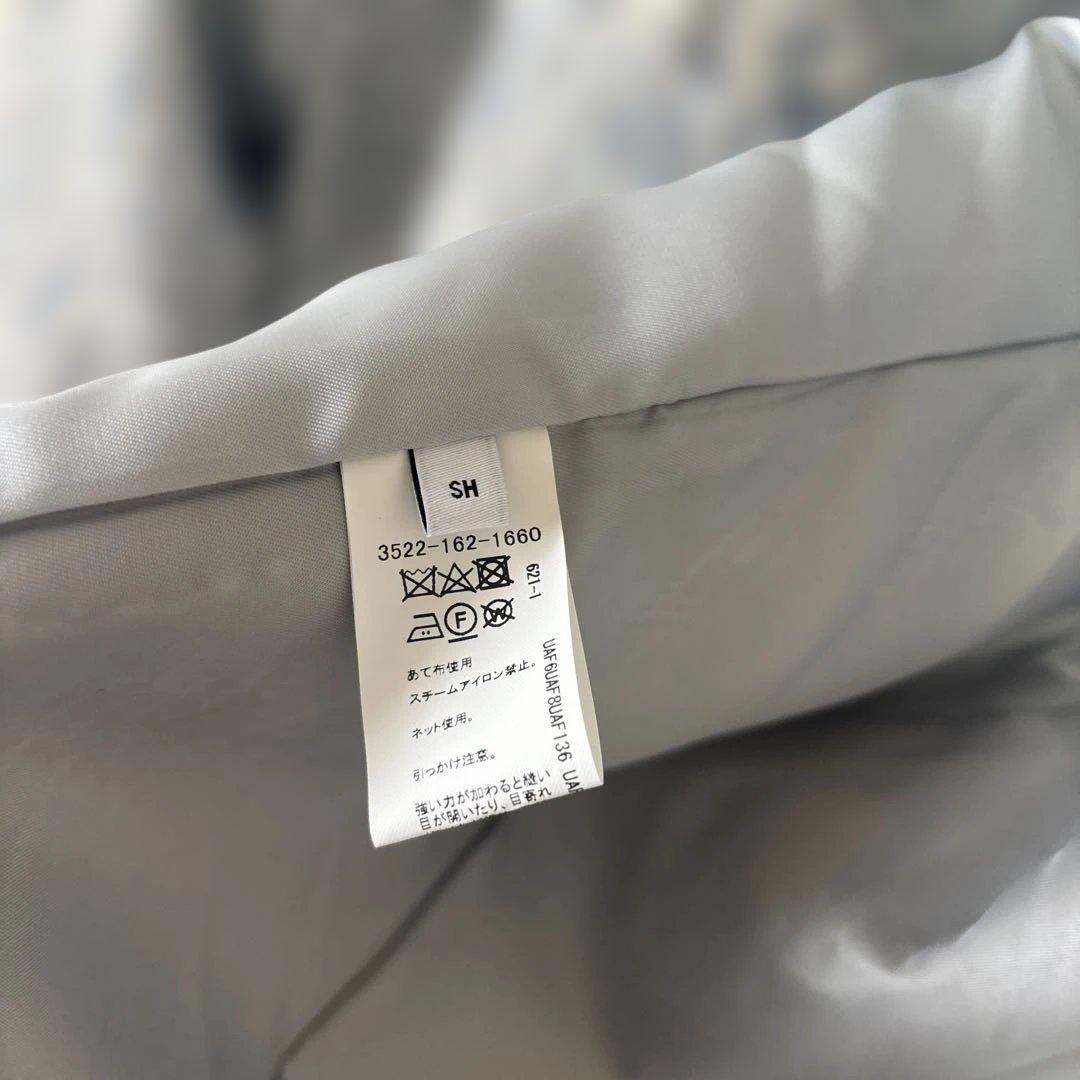 SH
3522-162-1660
621-1
F
W
あて布使用
スチームアイロン禁止。
ネット使用。
引っかけ注意。
強い力が加わると縫い
目が開いたり、目寄れ
UAF6UAF8UAF136